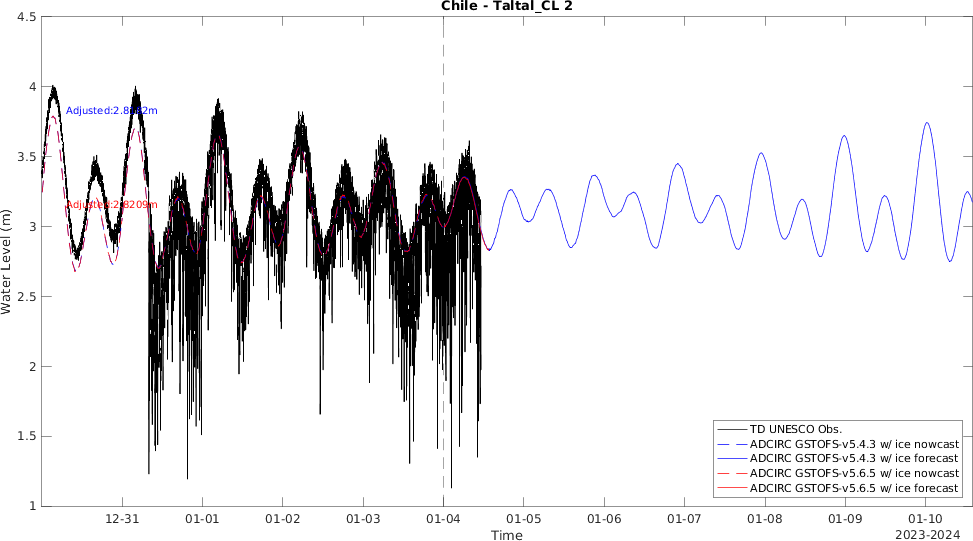 Chile - Taltal_CL 2
Water Level (m)
4.5
4
3.5
3
2.5
2
1.5
1
Adjusted:2.8209m
12-31
01-01
01-02
01-03
01-04
01-05
01-06
01-07
01-08
01-09
01-10
Time
2023-2024
TD UNESCO Obs.
ADCIRC GSTOFS-v5.4.3 w/ ice nowcast
ADCIRC GSTOFS-v5.4.3 w/ ice forecast
ADCIRC GSTOFS-v5.6.5 w/ ice nowcast
ADCIRC GSTOFS-v5.6.5 w/ ice forecast